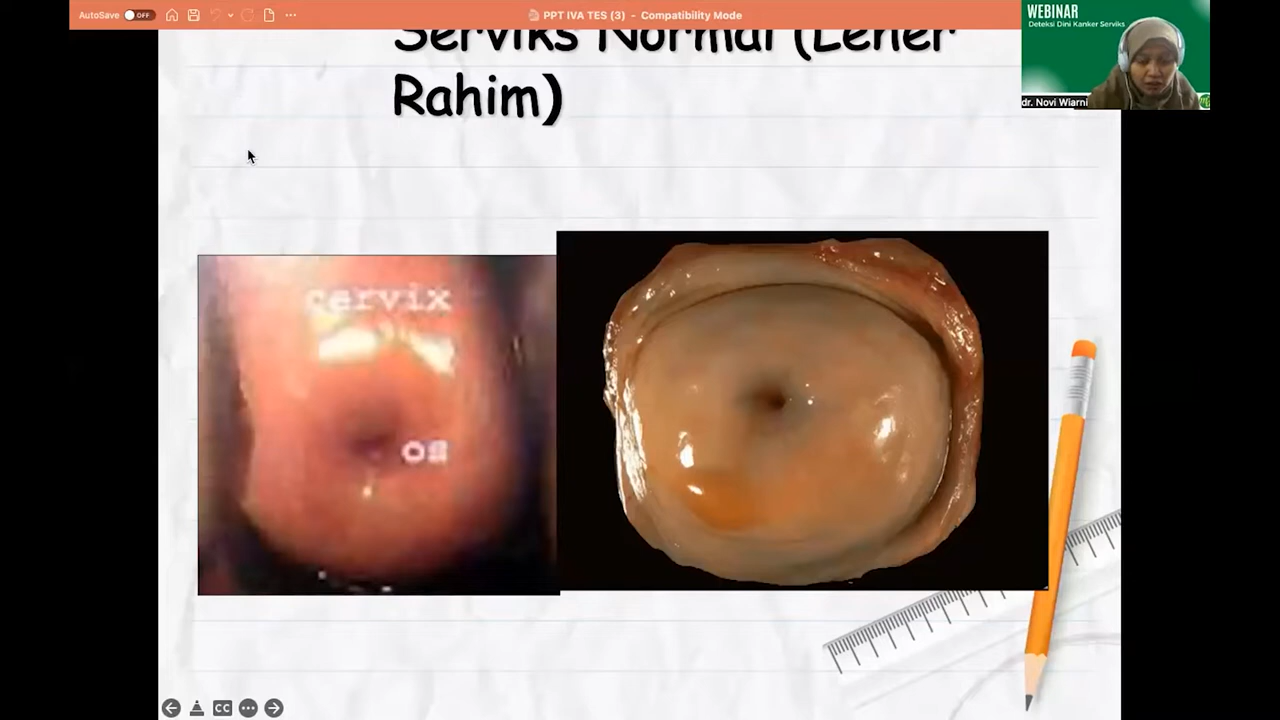 AutoSave OFF
PPT IVA TES (3) - Compatibility Mode
WEBINAR
Deteksi Dini Kanker Serviks
dr. Novi Wiarni
Serviks Normal (Leher
Rahim)
cervix
os
CC